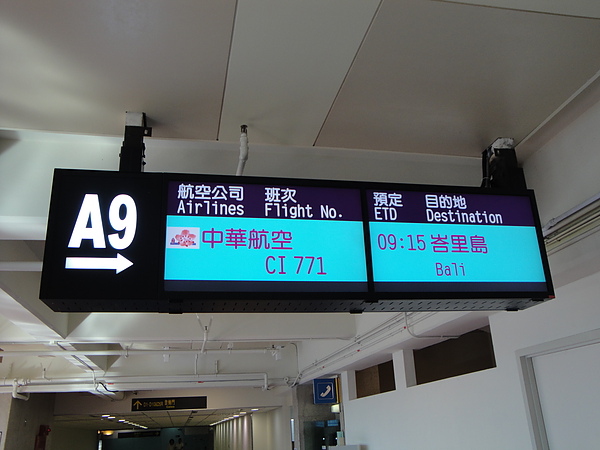 A9
航空公司 班次
Airlines Flight No.
中華航空
CI 771
預定 目的地
ETD Destination
09:15 峇里島
Bali